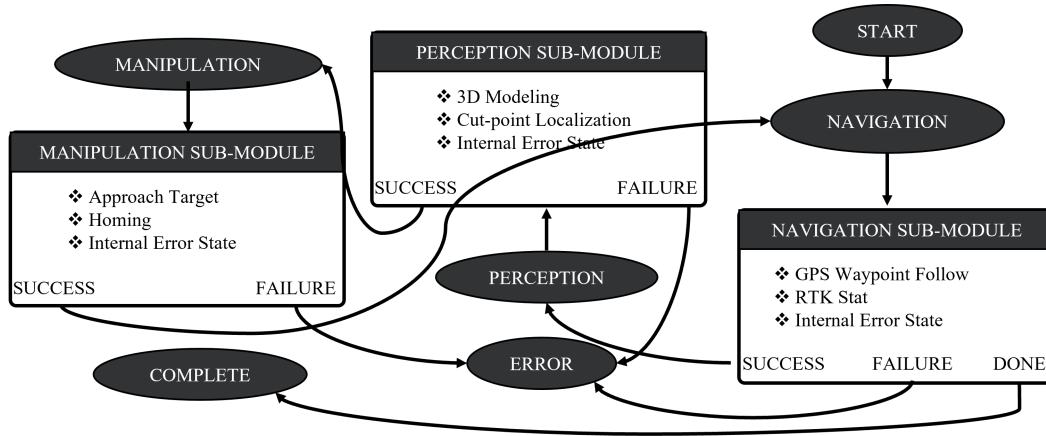 START
NAVIGATION
NAVIGATION SUB-MODULE
❖ GPS Waypoint Follow
❖ RTK Stat
❖ Internal Error State
SUCCESS FAILURE DONE
PERCEPTION
PERCEPTION SUB-MODULE
❖ 3D Modeling
❖ Cut-point Localization
❖ Internal Error State
SUCCESS FAILURE
MANIPULATION
MANIPULATION SUB-MODULE
❖ Approach Target
❖ Homing
❖ Internal Error State
SUCCESS FAILURE
ERROR
COMPLETE